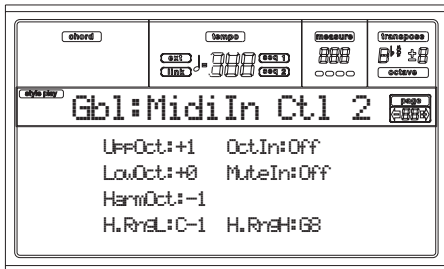 chord tempo measure transpose
ext seq 1
link seq 2
octave
style play Gbl:MidiIn Ctl 2 page
UppOct:+1 OctIn:Off
LowOct:+0 MuteIn:Off
HarmOct:-1
H.RngL:C-1 H.RngH:G8